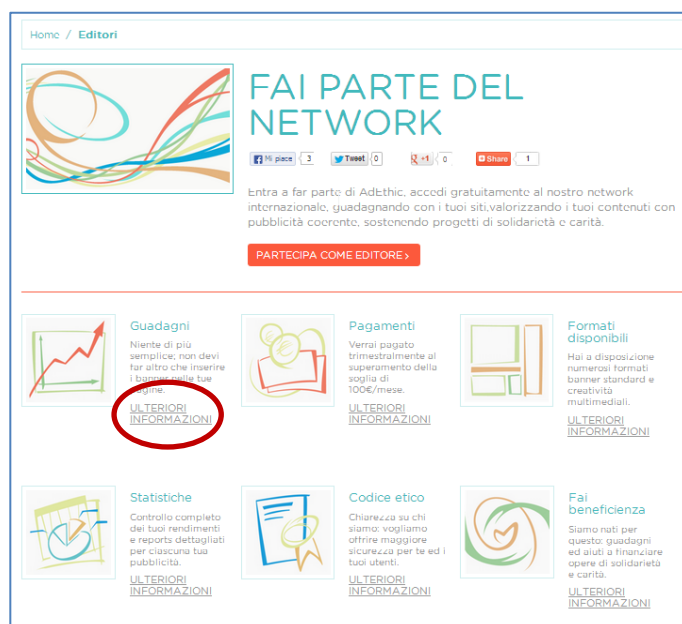 Home / Editori
FAI PARTE DEL
NETWORK
Mi piace 3
Tweet 0
+1 0
Share 1
Entra a far parte di AdEthic, accedi gratuitamente al nostro network
internazionale, guadagnando con i tuoi siti,valorizzando i tuoi contenuti con
pubblicità coerente, sostenendo progetti di solidarietà e carità.
PARTECIPA COME EDITORE >
Guadagni
Niente di più
semplice; non devi
far altro che inserire
i banner nelle tue
pagine.
ULTERIORI
INFORMAZIONI
Pagamenti
Verrai pagato
trimestralmente al
superamento della
soglia di
100€/mese.
ULTERIORI
INFORMAZIONI
Formati
disponibili
Hai a disposizione
numerosi formati
banner standard e
creatività
multimediali.
ULTERIORI
INFORMAZIONI
Statistiche
Controllo completo
dei tuoi rendimenti
e reports dettagliati
per ciascuna tua
pubblicità.
ULTERIORI
INFORMAZIONI
Codice etico
Chiarezza su chi
siamo: vogliamo
offrire maggiore
sicurezza per te ed i
tuoi utenti.
ULTERIORI
INFORMAZIONI
Fai
beneficienza
Siamo nati per
questo: guadagni
ed aiuti a finanziare
opere di solidarietà
e carità.
ULTERIORI
INFORMAZIONI